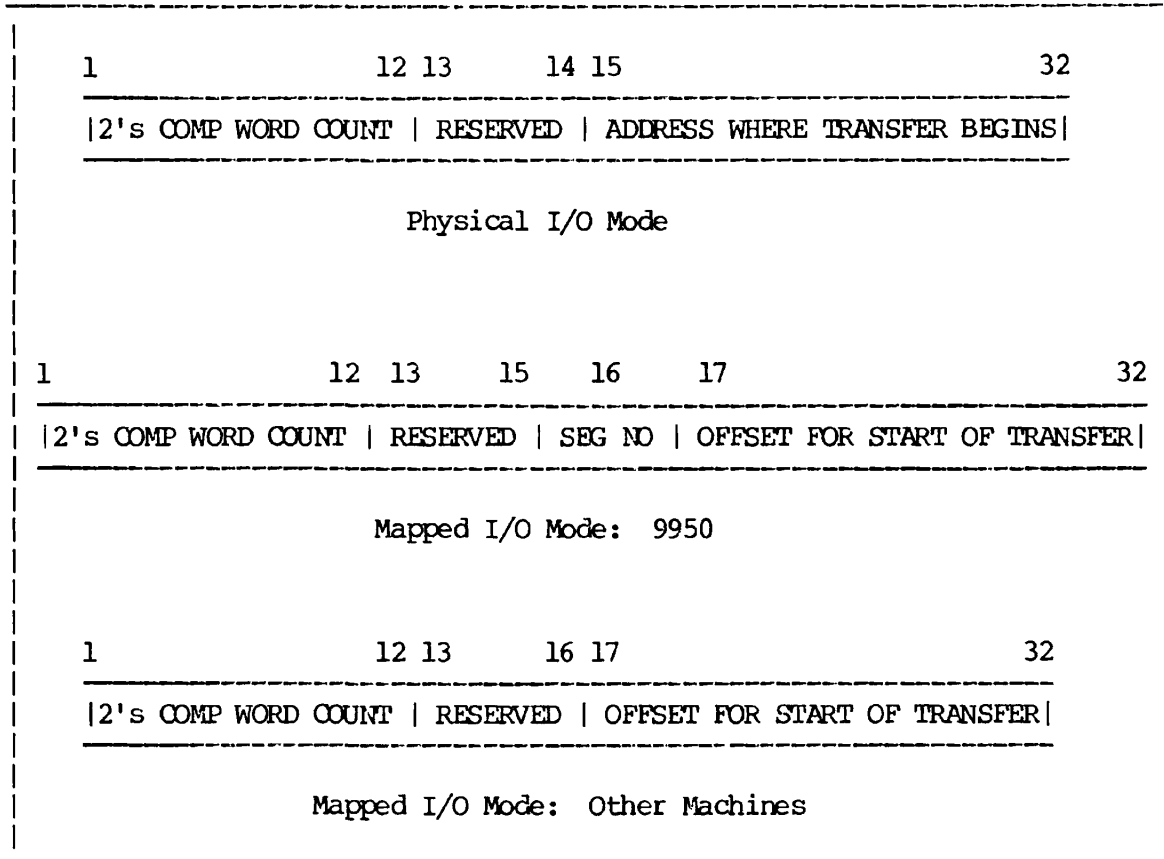 1 12 13 14 15 32
|2's COMP WORD COUNT | RESERVED | ADDRESS WHERE TRANSFER BEGINS|
Physical I/O Mode
1 12 13 15 16 17 32
|2's COMP WORD COUNT | RESERVED | SEG NO | OFFSET FOR START OF TRANSFER|
Mapped I/O Mode: 9950
1 12 13 16 17 32
|2's COMP WORD COUNT | RESERVED | OFFSET FOR START OF TRANSFER|
Mapped I/O Mode: Other Machines